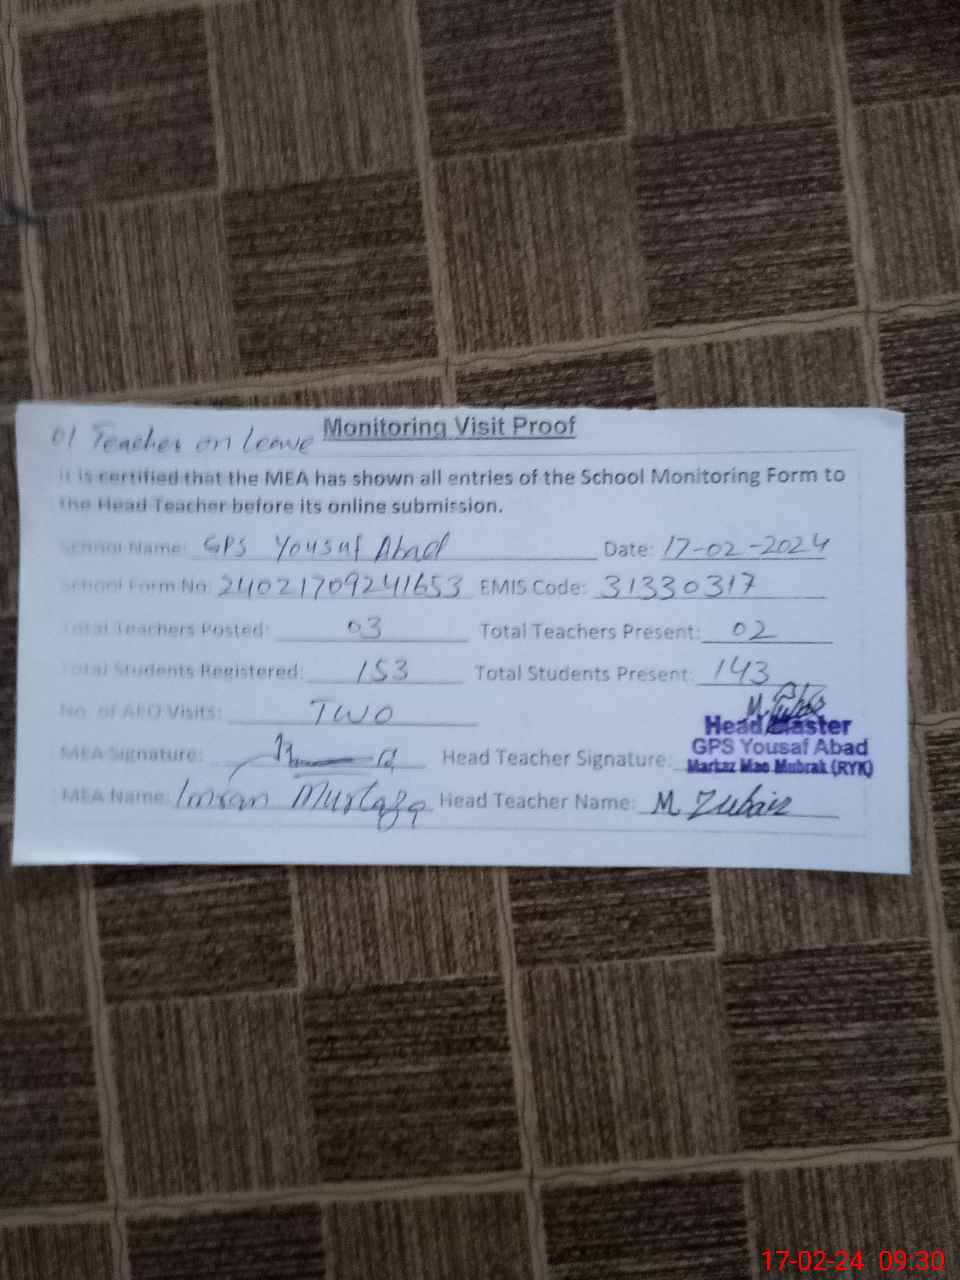 01 Teacher on leave
Monitoring Visit Proof
It is certified that the MEA has shown all entries of the School Monitoring Form to
the Head Teacher before its online submission.
School Name: GPS Yousuf Abad Date: 17-02-2024
School Form No: 24021709241653 EMIS Code: 31330317
Total Teachers Posted: 03 Total Teachers Present: 02
Total Students Registered: 153 Total Students Present: 143
No. of AEO Visits: TWO
MEA Signature: Head Teacher Signature:
M. Zubair
Head Master
GPS Yousaf Abad
Markaz Mao Mubrak (RYK)
MEA Name: Imran Murtaza Head Teacher Name: M Zubair
17-02-24 09:30